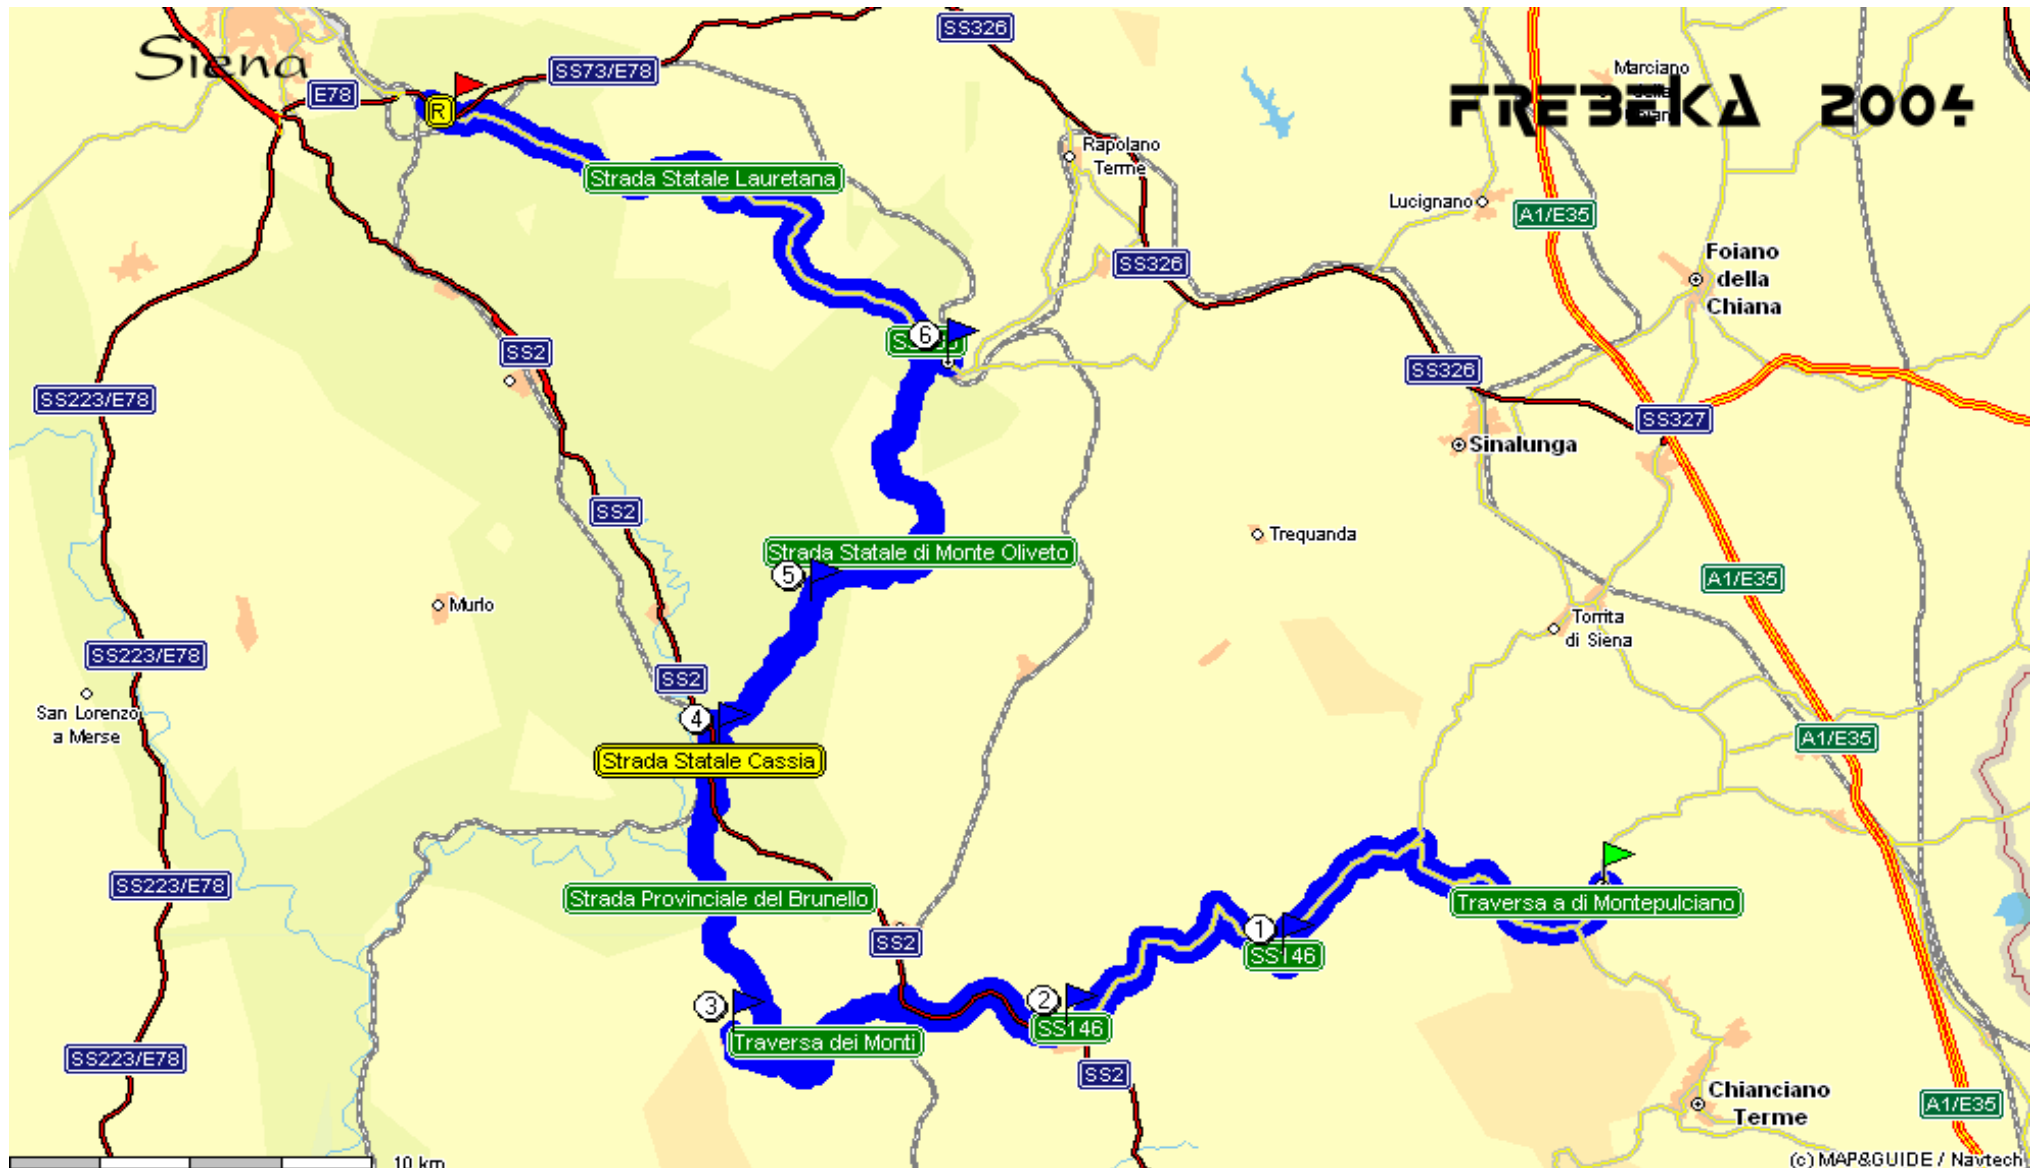 Siena
SS326
SS73/E78
E78
Marciano
FREBEKA 2004
R
Rapolano
Terme
Strada Statale Lauretana
Lucignano
A1/E35
SS326
Foiano
della
Chiana
6
SS2
SS326
SS223/E78
SS327
Sinalunga
SS2
Trequanda
Strada Statale di Monte Oliveto
5
A1/E35
Murlo
Torrita
di Siena
SS223/E78
SS2
San Lorenzo
a Merse
4
A1/E35
Strada Statale Cassia
SS223/E78
Strada Provinciale del Brunello
Traversa a di Montepulciano
1
SS2
SS146
3
2
SS146
Traversa dei Monti
SS223/E78
SS2
Chianciano
Terme
A1/E35
10 km
(c) MAP&GUIDE / Navtech